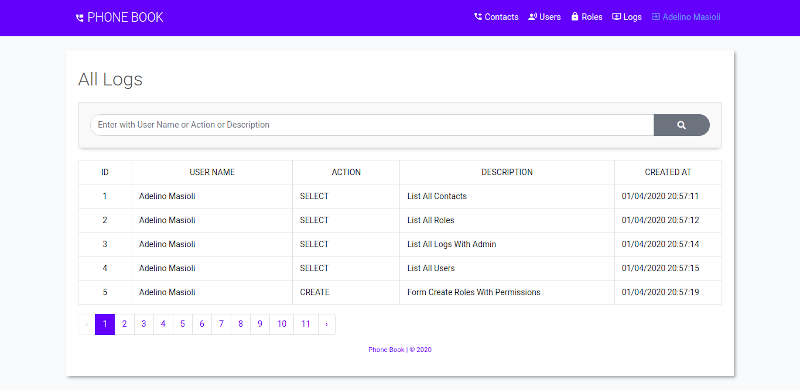 PHONE BOOK Contacts Users Roles Logs Adelino Masioli
All Logs
Enter with User Name or Action or Description
ID USER NAME ACTION DESCRIPTION CREATED AT
1 Adelino Masioli SELECT List All Contacts 01/04/2020 20:57:11
2 Adelino Masioli SELECT List All Roles 01/04/2020 20:57:12
3 Adelino Masioli SELECT List All Logs With Admin 01/04/2020 20:57:14
4 Adelino Masioli SELECT List All Users 01/04/2020 20:57:15
5 Adelino Masioli CREATE Form Create Roles With Permissions 01/04/2020 20:57:19
‹ 1 2 3 4 5 6 7 8 9 10 11 ›
Phone Book | © 2020